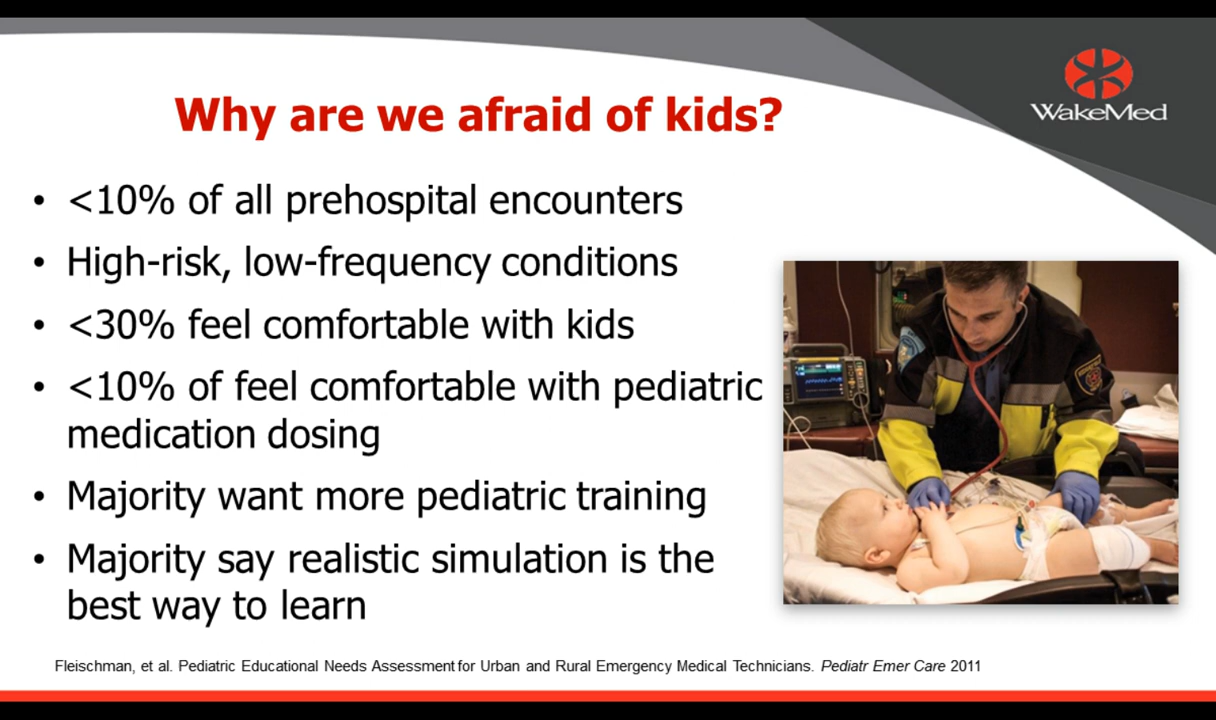 WakeMed
Why are we afraid of kids?
• <10% of all prehospital encounters
• High-risk, low-frequency conditions
• <30% feel comfortable with kids
• <10% of feel comfortable with pediatric
medication dosing
• Majority want more pediatric training
• Majority say realistic simulation is the
best way to learn
Fleischman, et al. Pediatric Educational Needs Assessment for Urban and Rural Emergency Medical Technicians. Pediatr Emer Care 2011